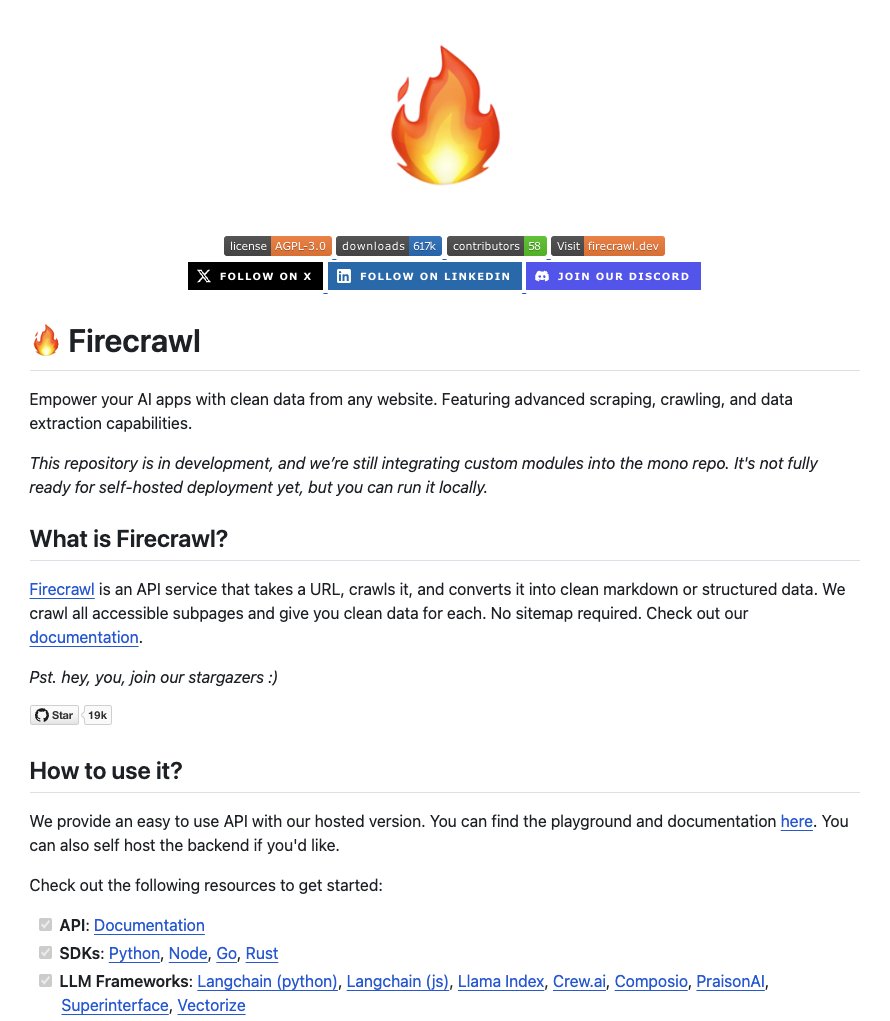 license AGPL-3.0 downloads 617k contributors 58 Visit firecrawl.dev
FOLLOW ON X FOLLOW ON LINKEDIN JOIN OUR DISCORD
Firecrawl
Empower your AI apps with clean data from any website. Featuring advanced scraping, crawling, and data
extraction capabilities.
This repository is in development, and we’re still integrating custom modules into the mono repo. It's not fully
ready for self-hosted deployment yet, but you can run it locally.
What is Firecrawl?
Firecrawl is an API service that takes a URL, crawls it, and converts it into clean markdown or structured data. We
crawl all accessible subpages and give you clean data for each. No sitemap required. Check out our
documentation.
Pst. hey, you, join our stargazers :)
Star 19k
How to use it?
We provide an easy to use API with our hosted version. You can find the playground and documentation here. You
can also self host the backend if you'd like.
Check out the following resources to get started:
API: Documentation
SDKs: Python, Node, Go, Rust
LLM Frameworks: Langchain (python), Langchain (js), Llama Index, Crew.ai, Composio, PraisonAI,
Superinterface, Vectorize